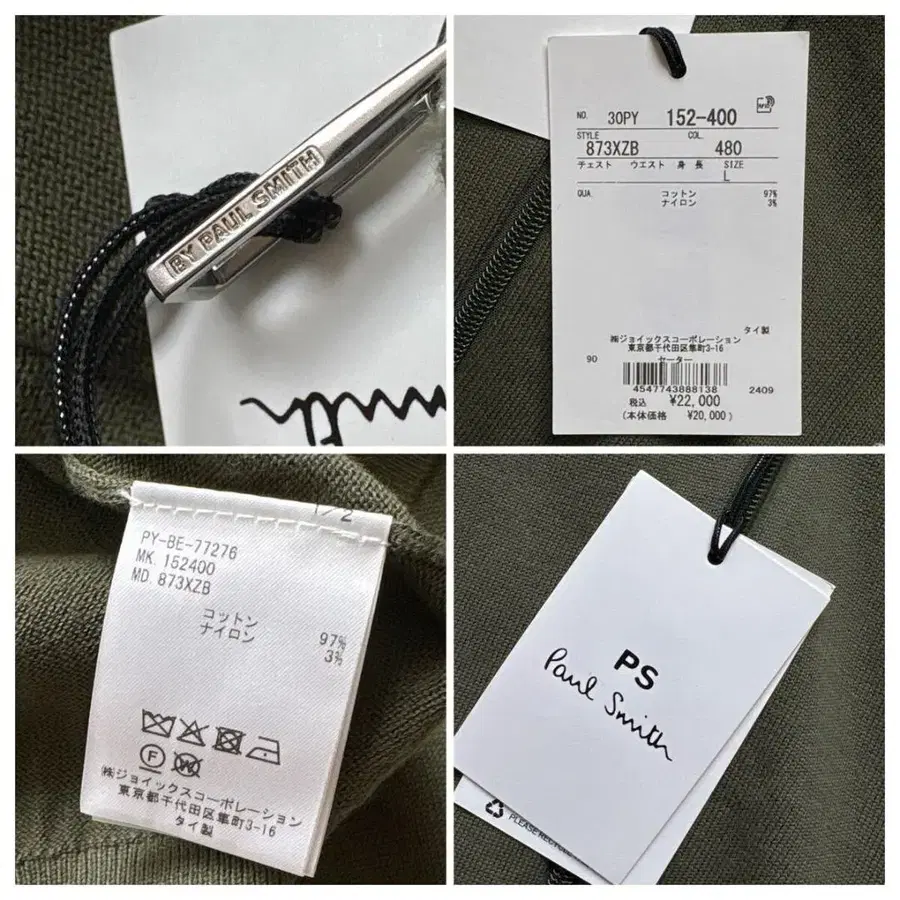 BY PAUL SMITH
mith
NO. 30PY 152-400
STYLE COL.
873XZB 480
チェスト ウエスト 身長 SIZE
L
QUA. コットン 97%
ナイロン 3%
タイ製
㈱ジョイックスコーポレーション
東京都千代田区隼町3-16
90 セーター
4547743888138 2409
税込 ¥22,000
(本体価格 ¥20,000)
1/2
PY-BE-77276
MK. 152400
MD. 873XZB
コットン 97%
ナイロン 3%
F
W
㈱ジョイックスコーポレーション
東京都千代田区隼町3-16
タイ製
PS
Paul Smith
PLEASE RECYCLE